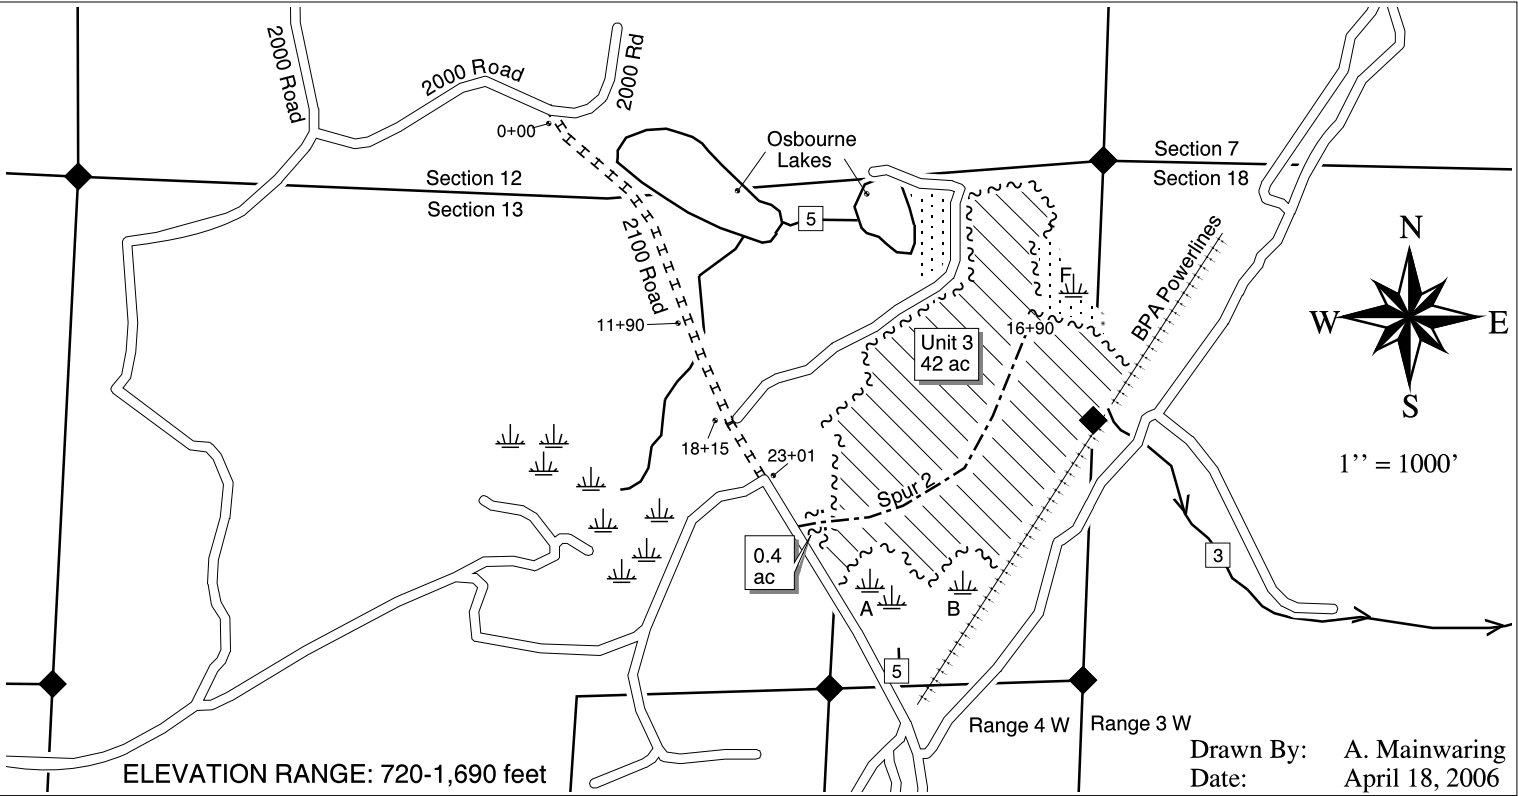 2000 Road
2000 Road
2000 Rd
0+00
Osbourne
Lakes
Section 7
Section 18
Section 12
Section 13
5
2100 Road
F
BPA Powerlines
N
W
E
S
11+90
16+90
Unit 3
42 ac
18+15
23+01
1’’ = 1000’
Spur 2
0.4
ac
3
A
B
5
Range 4 W
Range 3 W
Drawn By: A. Mainwaring
Date: April 18, 2006
ELEVATION RANGE: 720-1,690 feet